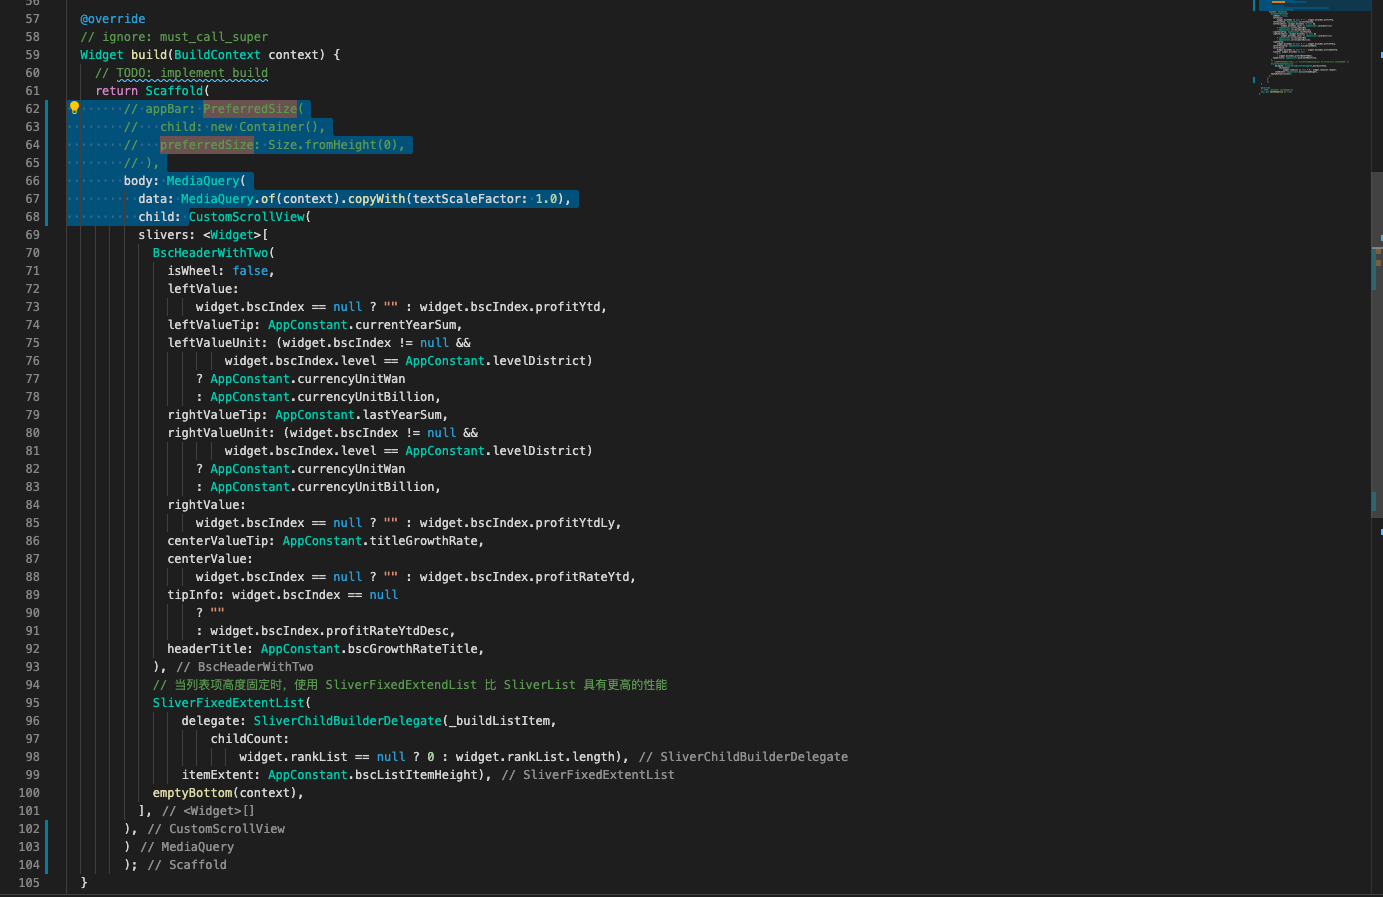 56
57 @override
58 // ignore: must_call_super
59 Widget build(BuildContext context) {
60 // TODO: implement build
61 return Scaffold(
62 // appBar: PreferredSize(
63 // child: new Container(),
64 // preferredSize: Size.fromHeight(0),
65 // ),
66 body: MediaQuery(
67 data: MediaQuery.of(context).copyWith(textScaleFactor: 1.0),
68 child: CustomScrollView(
69 slivers: <Widget>[
70 BscHeaderWithTwo(
71 isWheel: false,
72 leftValue:
73 widget.bscIndex == null ? "" : widget.bscIndex.profitYtd,
74 leftValueTip: AppConstant.currentYearSum,
75 leftValueUnit: (widget.bscIndex != null &&
76 widget.bscIndex.level == AppConstant.levelDistrict)
77 ? AppConstant.currencyUnitWan
78 : AppConstant.currencyUnitBillion,
79 rightValueTip: AppConstant.lastYearSum,
80 rightValueUnit: (widget.bscIndex != null &&
81 widget.bscIndex.level == AppConstant.levelDistrict)
82 ? AppConstant.currencyUnitWan
83 : AppConstant.currencyUnitBillion,
84 rightValue:
85 widget.bscIndex == null ? "" : widget.bscIndex.profitYtdLy,
86 centerValueTip: AppConstant.titleGrowthRate,
87 centerValue:
88 widget.bscIndex == null ? "" : widget.bscIndex.profitRateYtd,
89 tipInfo: widget.bscIndex == null
90 ? ""
91 : widget.bscIndex.profitRateYtdDesc,
92 headerTitle: AppConstant.bscGrowthRateTitle,
93 ), // BscHeaderWithTwo
94 // 当列表项高度固定时，使用 SliverFixedExtendList 比 SliverList 具有更高的性能
95 SliverFixedExtentList(
96 delegate: SliverChildBuilderDelegate(_buildListItem,
97 childCount:
98 widget.rankList == null ? 0 : widget.rankList.length), // SliverChildBuilderDelegate
99 itemExtent: AppConstant.bscListItemHeight), // SliverFixedExtentList
100 emptyBottom(context),
101 ], // <Widget>[]
102 ), // CustomScrollView
103 ) // MediaQuery
104 ); // Scaffold
105 }